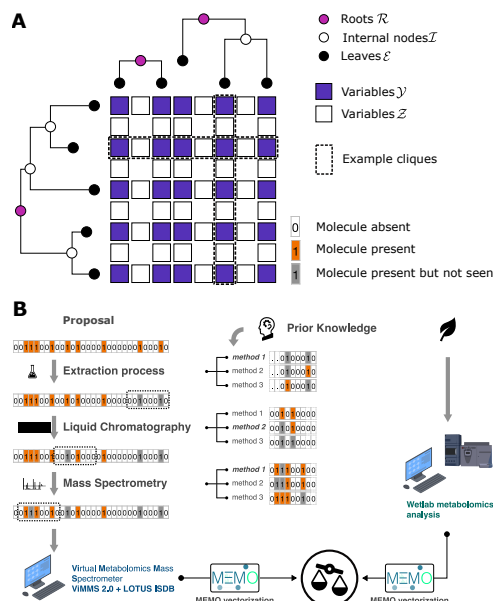 A
Roots ℛ
Internal nodes ℐ
Leaves ℰ
Variables 𝒴
Variables 𝒵
Example cliques
0 Molecule absent
1 Molecule present
1 Molecule present but not seen
B
Proposal
Prior Knowledge
Extraction process
method 1
method 2
method 3
Liquid Chromatography
method 1
method 2
method 3
Mass Spectrometry
method 1
method 2
method 3
Wetlab metabolomics
analysis
Virtual Metabolomics Mass
Spectrometer
ViMMS 2.0 + LOTUS ISDB
MEMO
MEMO
MEMO vectorization
MEMO vectorization